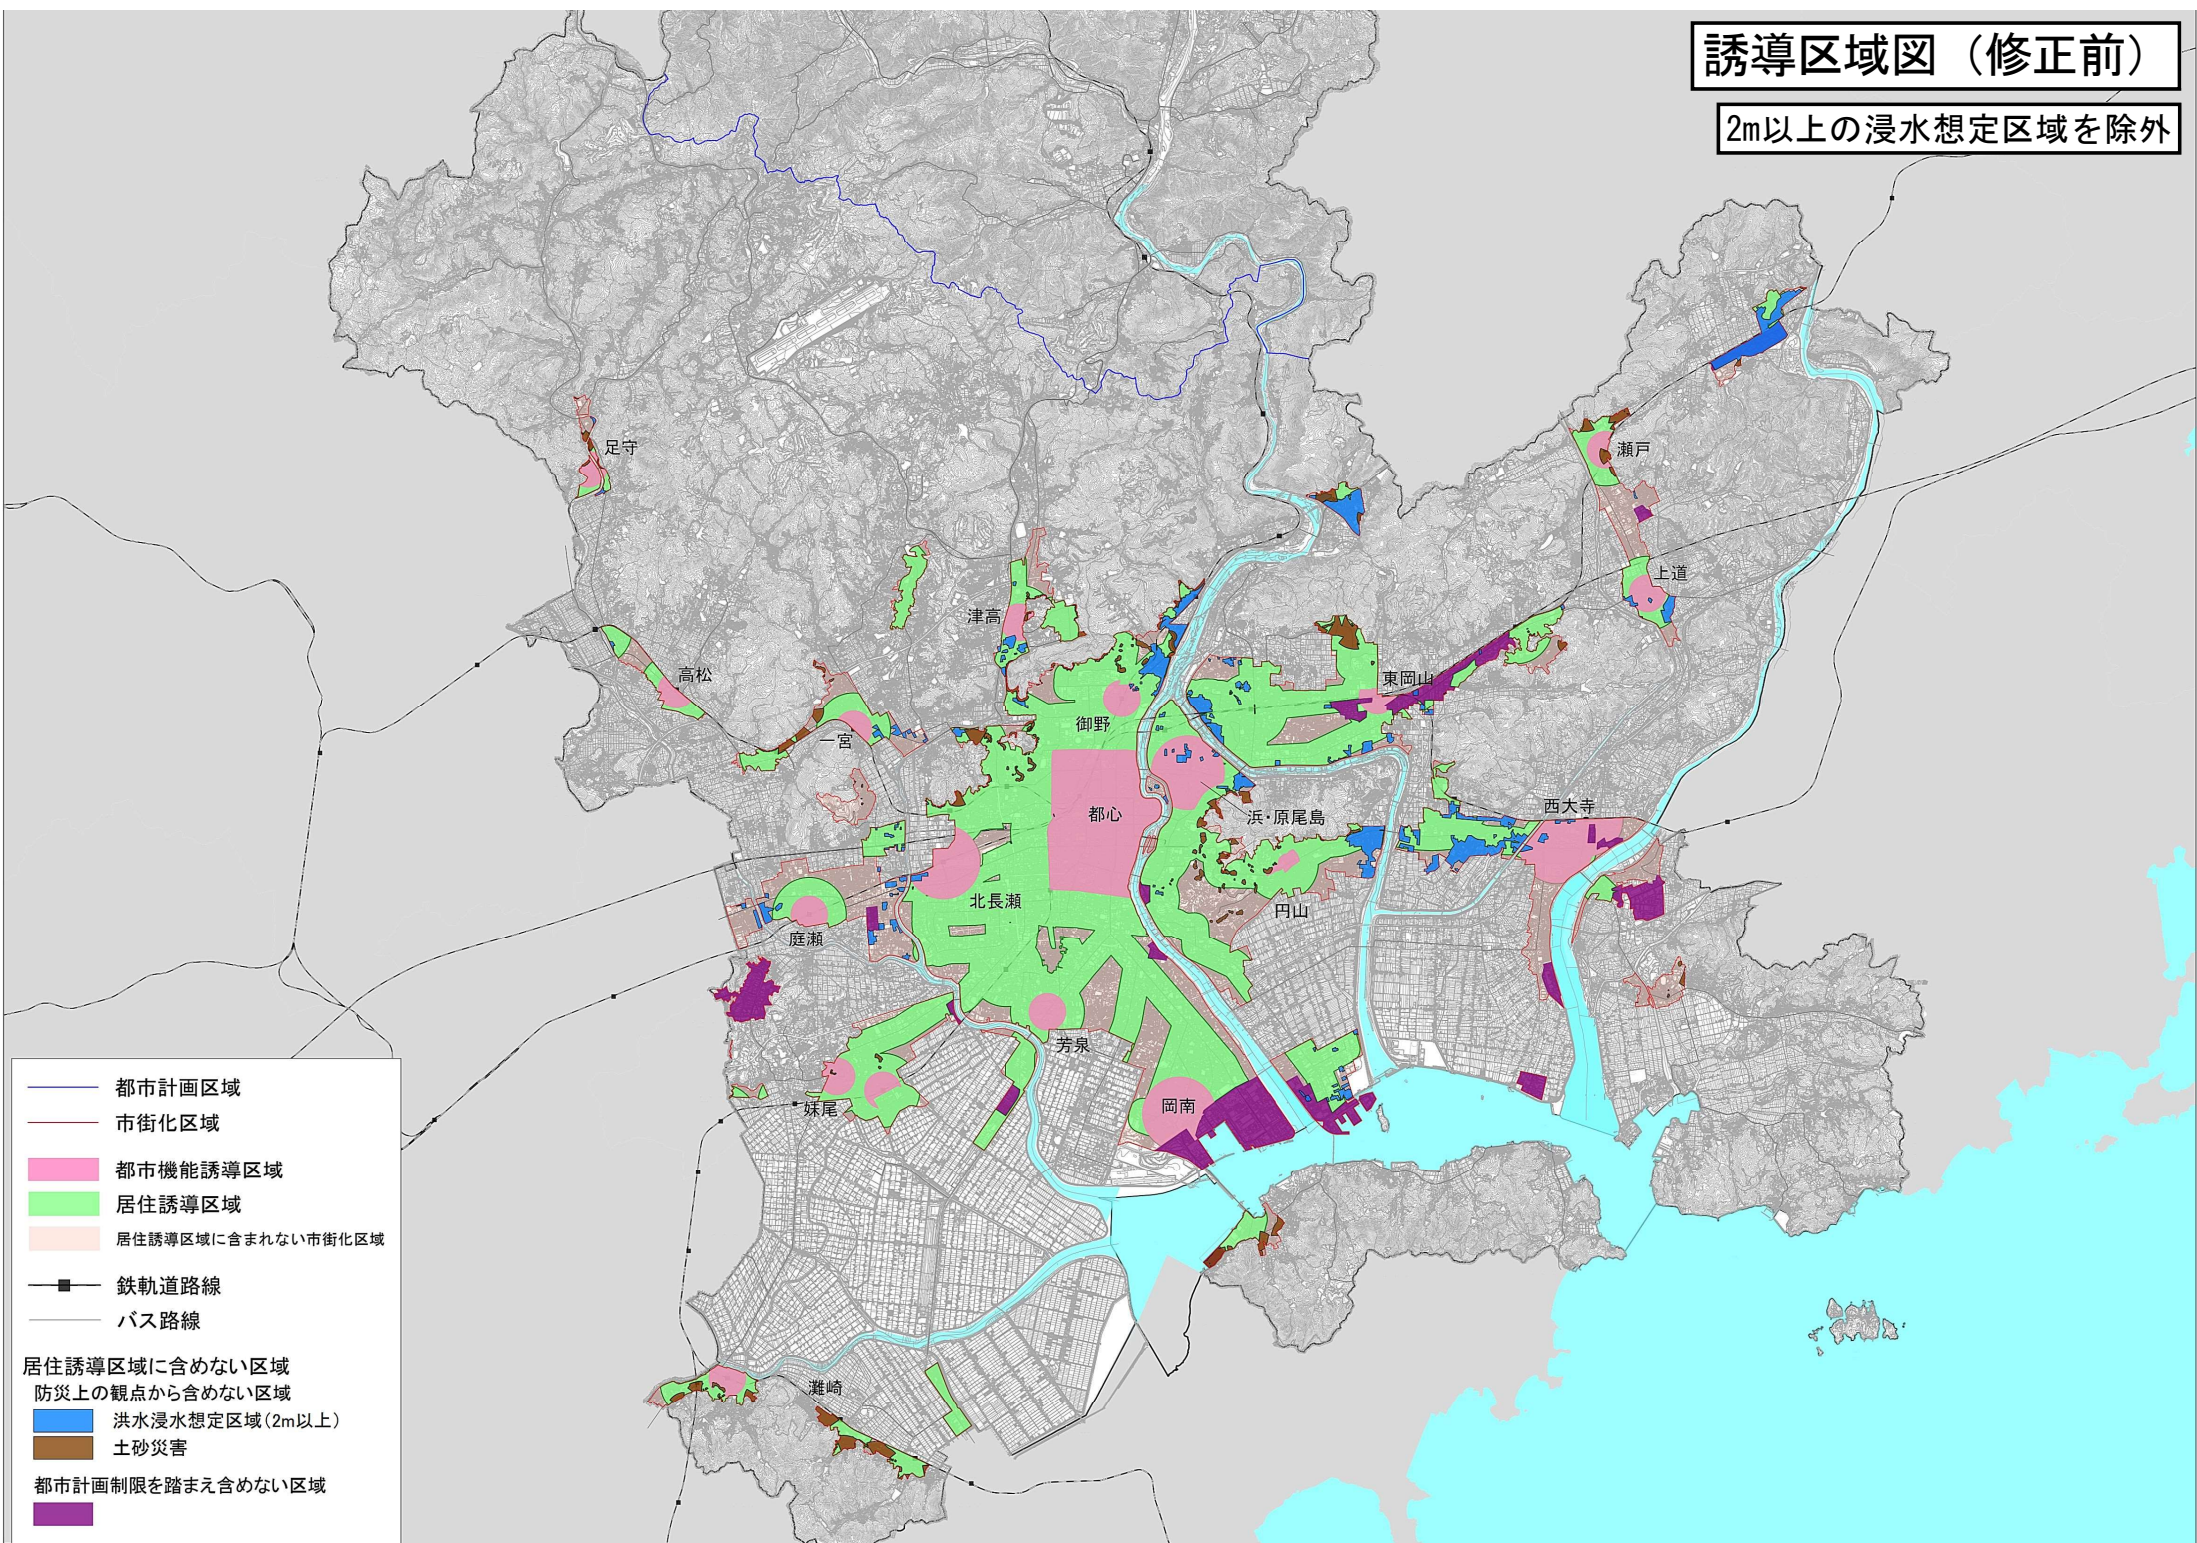 誘導区域図（修正前）
2m以上の浸水想定区域を除外
足守
瀬戸
上道
津高
高松
東岡山
御野
一宮
西大寺
都心
浜・原尾島
北長瀬
円山
庭瀬
芳泉
妹尾
岡南
灘崎
都市計画区域
市街化区域
都市機能誘導区域
居住誘導区域
居住誘導区域に含まれない市街化区域
鉄軌道路線
バス路線
居住誘導区域に含めない区域
防災上の観点から含めない区域
洪水浸水想定区域(2m以上)
土砂災害
都市計画制限を踏まえ含めない区域